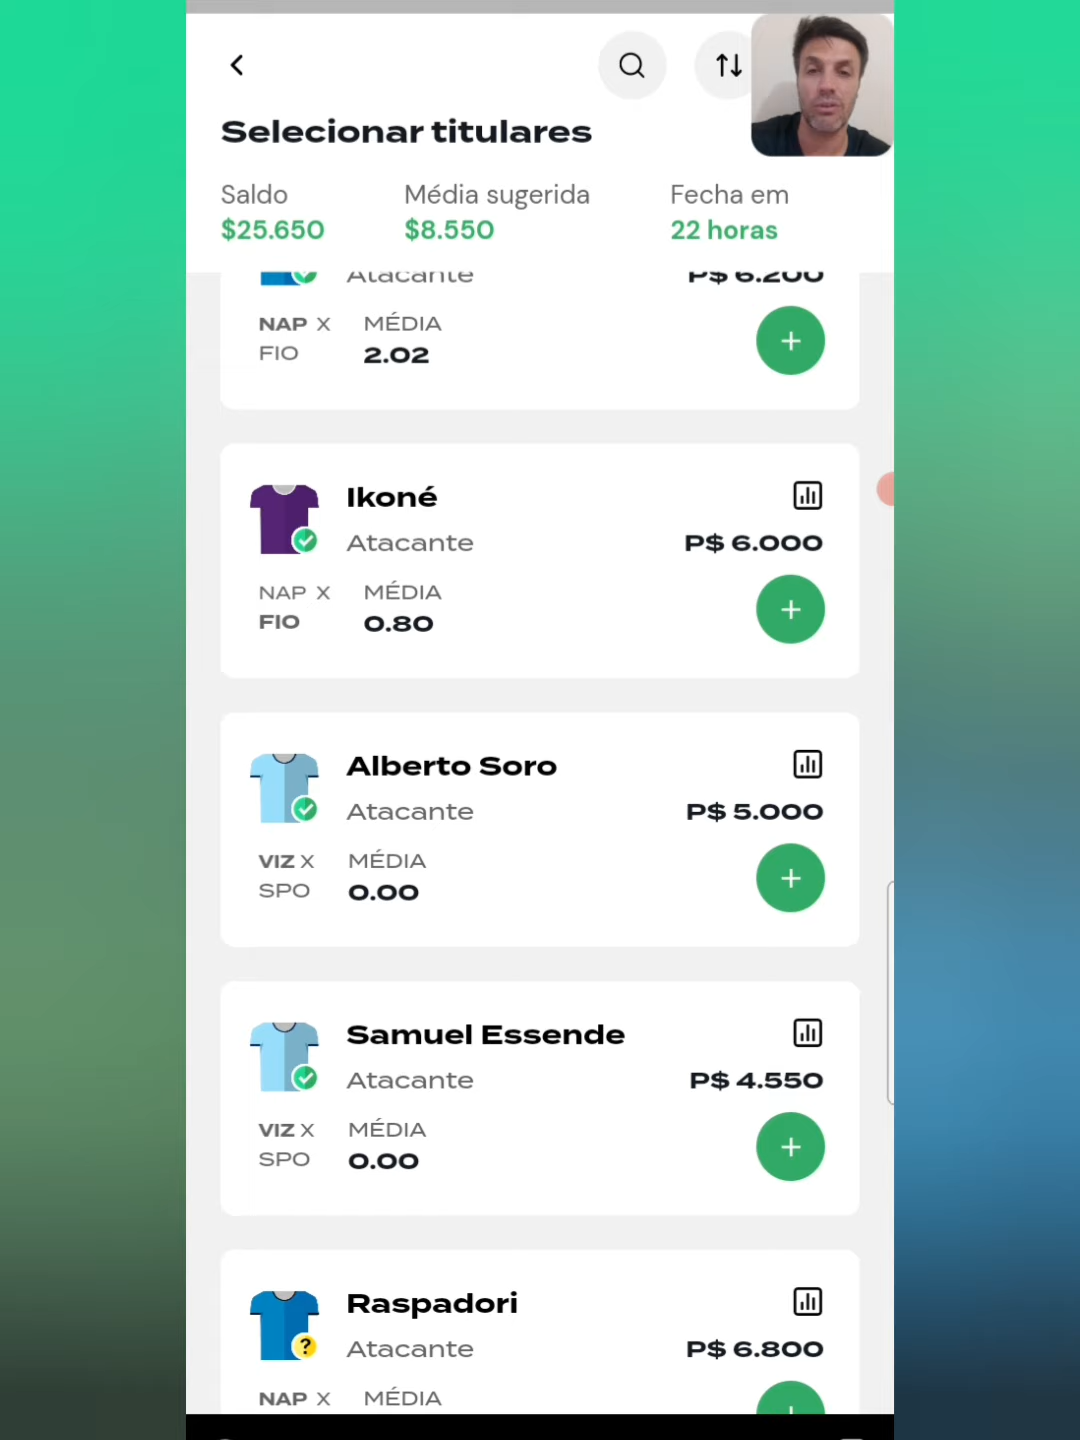 Selecionar titulares
Saldo
Média sugerida
Fecha em
$25.650
$8.550
22 horas
Atacante
P$ 6.200
NAP X
FIO
MÉDIA
2.02
+
Ikoné
Atacante
P$ 6.000
NAP X
FIO
MÉDIA
0.80
+
Alberto Soro
Atacante
P$ 5.000
VIZ X
SPO
MÉDIA
0.00
+
Samuel Essende
Atacante
P$ 4.550
VIZ X
SPO
MÉDIA
0.00
+
Raspadori
?
Atacante
P$ 6.800
NAP X
MÉDIA